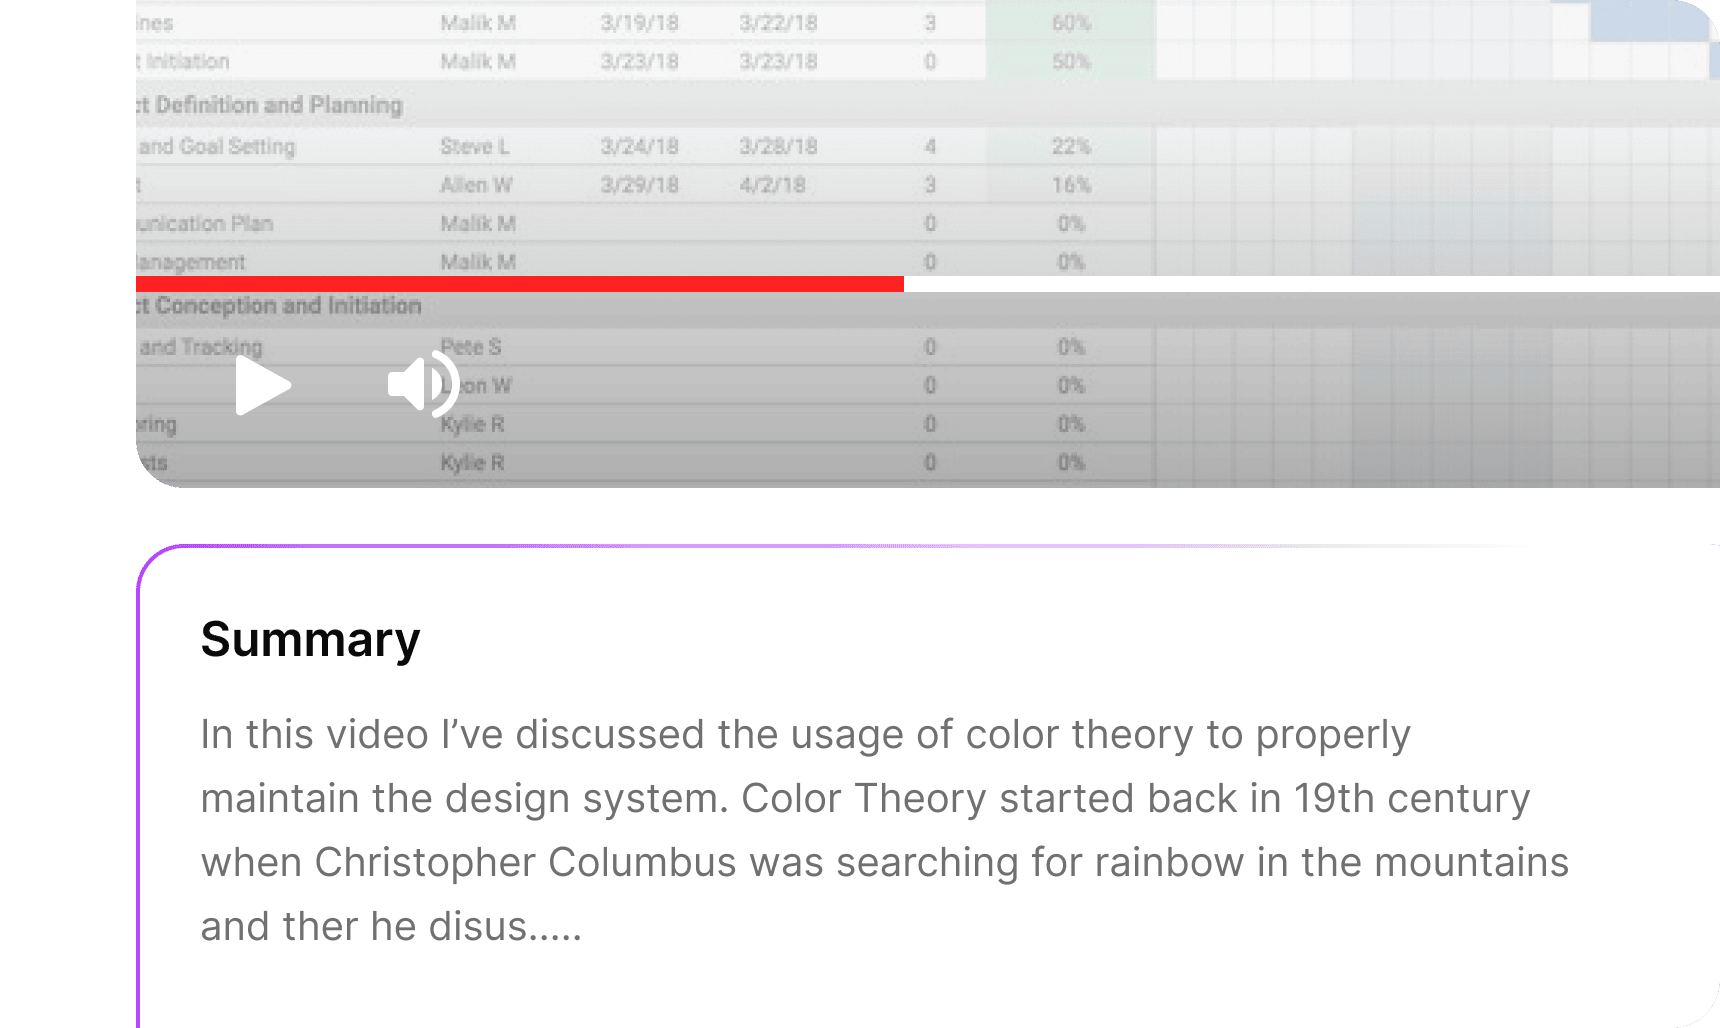 ines Malik M 3/19/18 3/22/18 3 60%
t Initiation Malik M 3/23/18 3/23/18 0 50%
ct Definition and Planning
and Goal Setting Steve L 3/24/18 3/28/18 4 22%
t Allen W 3/29/18 4/2/18 3 16%
unication Plan Malik M 0 0%
anagement Malik M 0 0%
ct Conception and Initiation
and Tracking Pete S 0 0%
Leon W 0 0%
oring Kylie R 0 0%
sts Kylie R 0 0%
Summary
In this video I’ve discussed the usage of color theory to properly
maintain the design system. Color Theory started back in 19th century
when Christopher Columbus was searching for rainbow in the mountains
and ther he disus.....